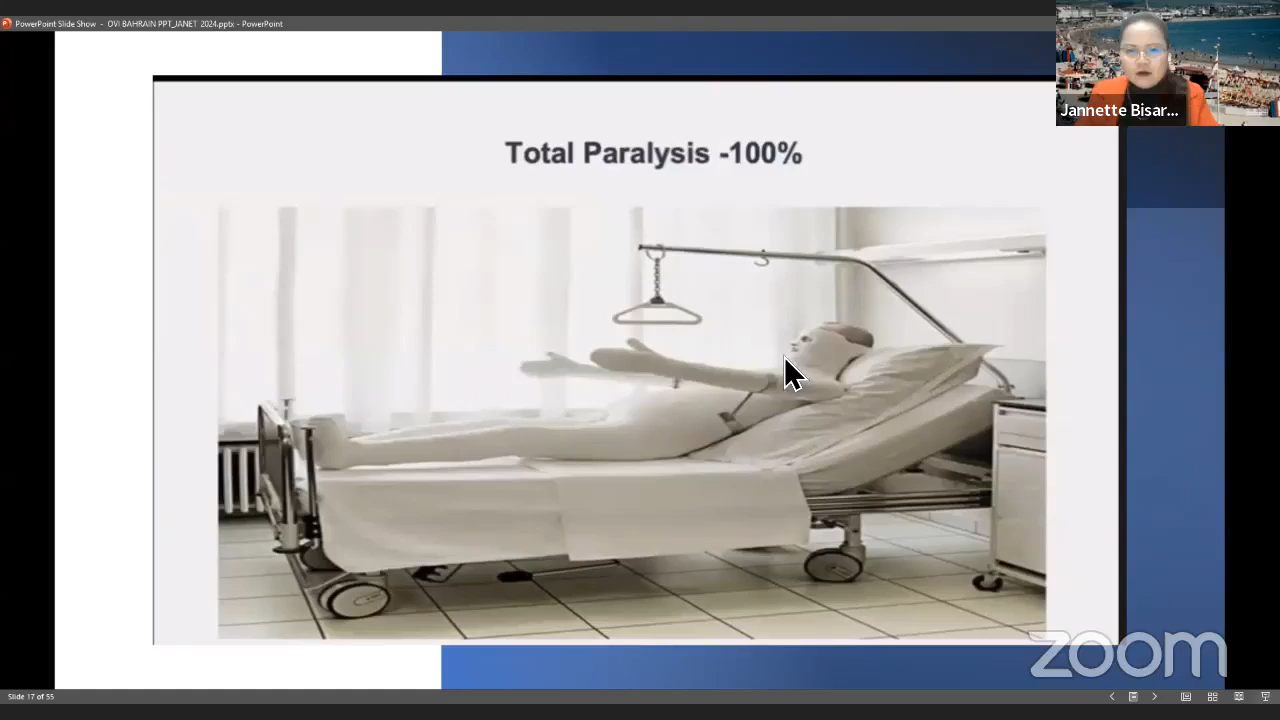 PowerPoint Slide Show - OVI BAHRAIN PPT_JANET 2024.pptx - PowerPoint
Jannette Bisar...
Total Paralysis -100%
zoom
Slide 17 of 55